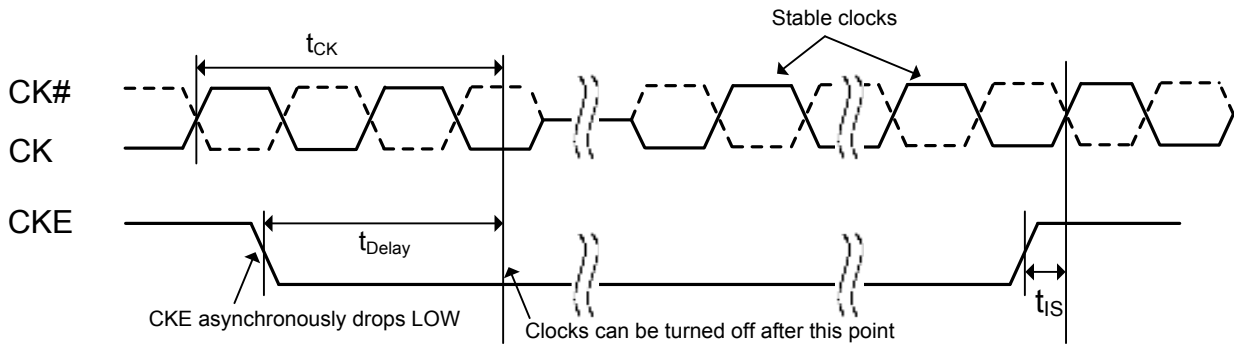 Stable clocks
tCK
CK#
CK
CKE
tDelay
tIS
CKE asynchronously drops LOW
Clocks can be turned off after this point